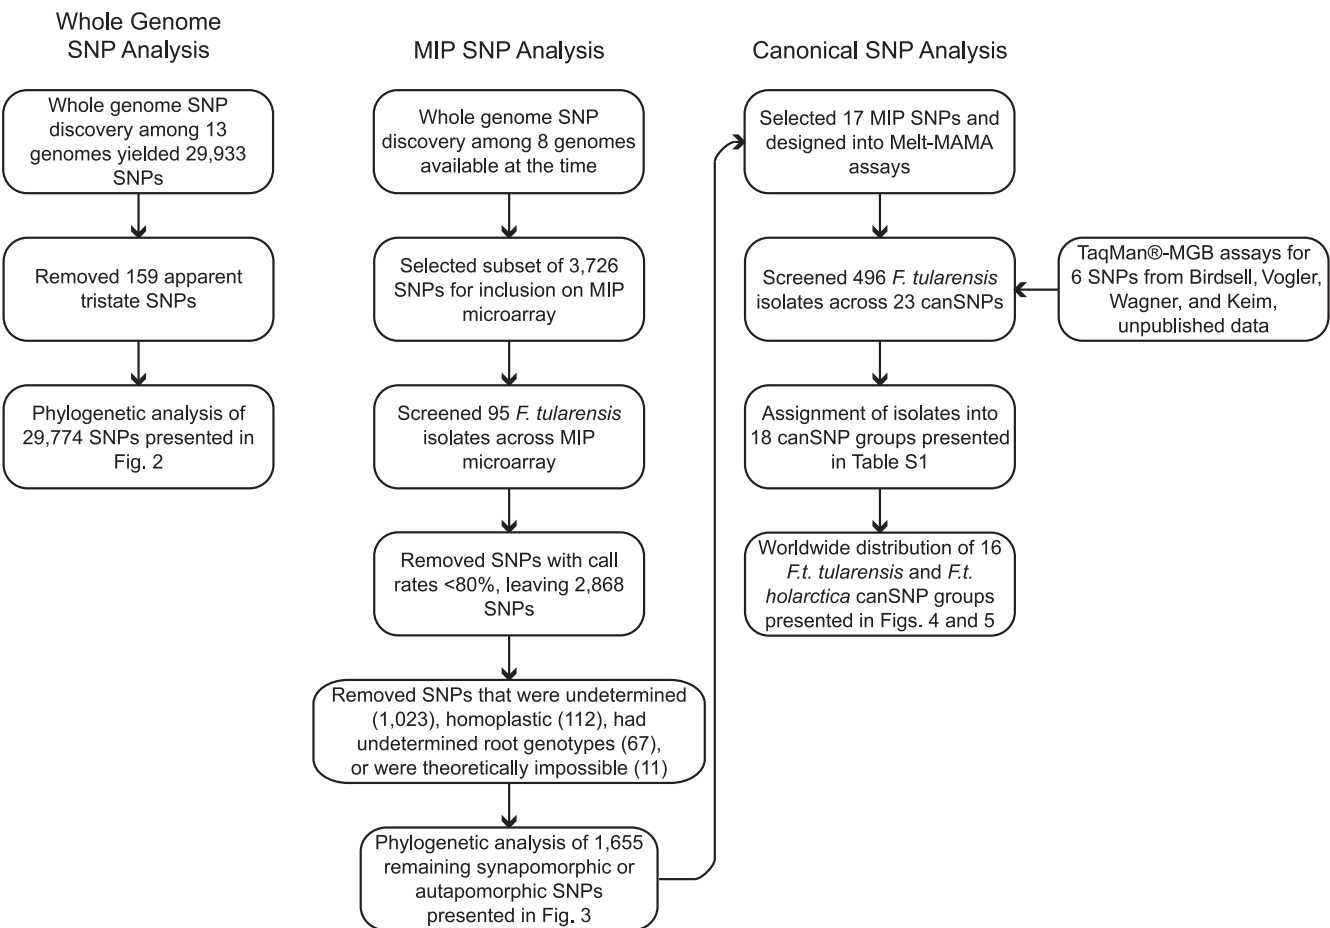 Whole Genome
SNP Analysis
Whole genome SNP
discovery among 13
genomes yielded 29,933
SNPs
Removed 159 apparent
tristate SNPs
Phylogenetic analysis of
29,774 SNPs presented in
Fig. 2
MIP SNP Analysis
Whole genome SNP
discovery among 8 genomes
available at the time
Selected subset of 3,726
SNPs for inclusion on MIP
microarray
Screened 95 F. tularensis
isolates across MIP
microarray
Removed SNPs with call
rates <80%, leaving 2,868
SNPs
Removed SNPs that were undetermined
(1,023), homoplastic (112), had
undetermined root genotypes (67),
or were theoretically impossible (11)
Phylogenetic analysis of 1,655
remaining synapomorphic or
autapomorphic SNPs
presented in Fig. 3
Canonical SNP Analysis
Selected 17 MIP SNPs and
designed into Melt-MAMA
assays
Screened 496 F. tularensis
isolates across 23 canSNPs
TaqMan®-MGB assays for
6 SNPs from Birdsell, Vogler,
Wagner, and Keim,
unpublished data
Assignment of isolates into
18 canSNP groups presented
in Table S1
Worldwide distribution of 16
F.t. tularensis and F.t.
holarctica canSNP groups
presented in Figs. 4 and 5